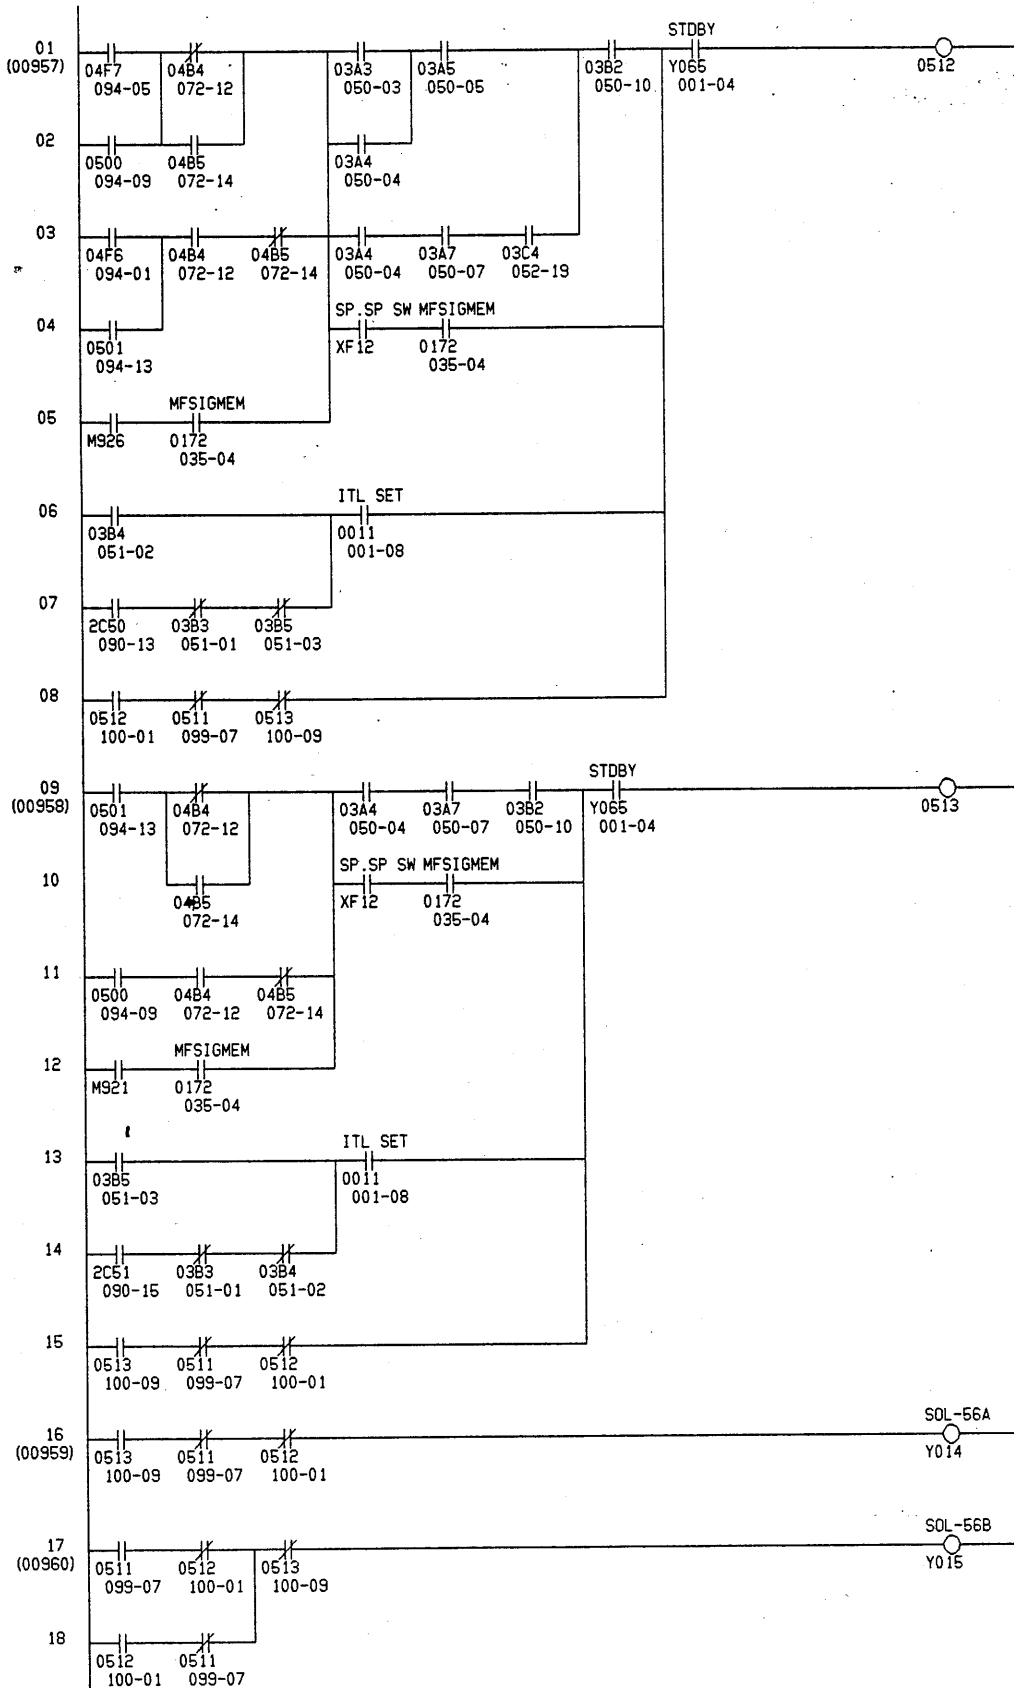 STDBY
01
(00957) 04F7 04B4 03A3 03A5 03B2 Y065 0512
094-05 072-12 050-03 050-05 050-10 001-04
02
0500 04B5 03A4
094-09 072-14 050-04
03
04F6 04B4 04B5 03A4 03A7 03C4
094-01 072-12 072-14 050-04 050-07 052-19
SP.SP SW MFSIGMEM
04
0501 XF12 0172
094-13 035-04
MFSIGMEM
05
M926 0172
035-04
ITL SET
06
03B4 0011
051-02 001-08
07
2C50 03B3 03B5
090-13 051-01 051-03
08
0512 0511 0513
100-01 099-07 100-09
STDBY
09
(00958) 0501 04B4 03A4 03A7 03B2 Y065 0513
094-13 072-12 050-04 050-07 050-10 001-04
SP.SP SW MFSIGMEM
10
04B5 XF12 0172
072-14 035-04
11
0500 04B4 04B5
094-09 072-12 072-14
MFSIGMEM
12
M921 0172
035-04
ITL SET
13
03B5 0011
051-03 001-08
14
2C51 03B3 03B4
090-15 051-01 051-02
15
0513 0511 0512
100-09 099-07 100-01
SOL-56A
16
(00959) 0513 0511 0512 Y014
100-09 099-07 100-01
SOL-56B
17
(00960) 0511 0512 0513 Y015
099-07 100-01 100-09
18
0512 0511
100-01 099-07